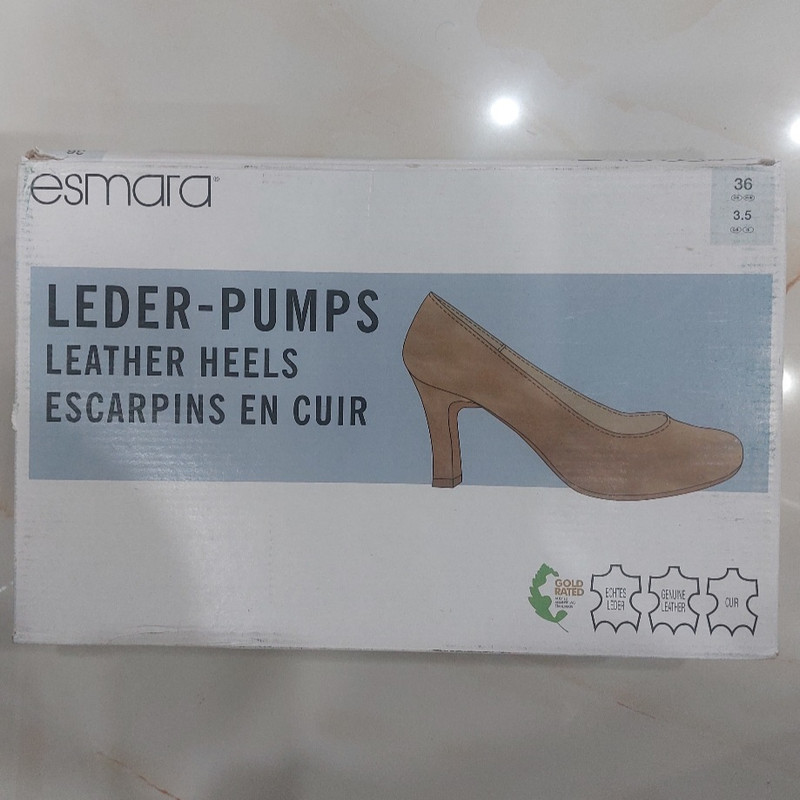 esmara®
36
3.5
LEDER-PUMPS
LEATHER HEELS
ESCARPINS EN CUIR
GOLD
RATED
ECHTES
LEDER
GENUINE
LEATHER
CUIR